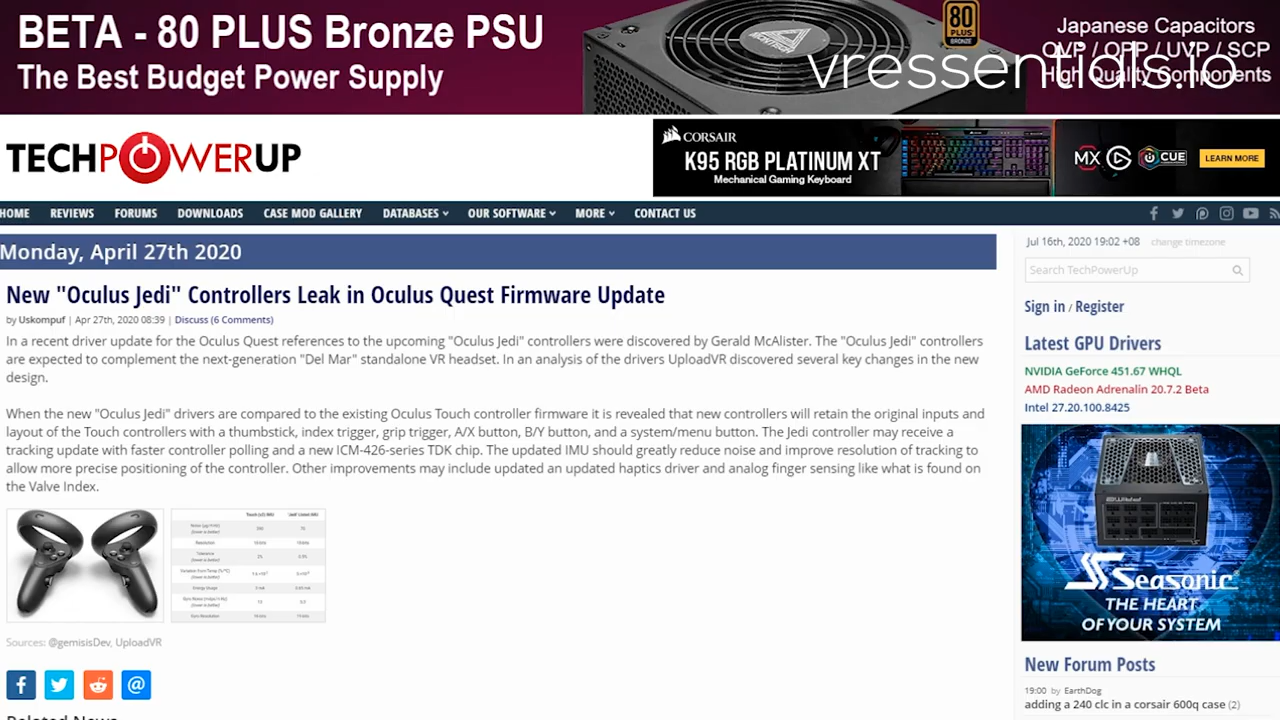 BETA - 80 PLUS Bronze PSU
The Best Budget Power Supply
80
PLUS
BRONZE
Japanese Capacitors
OVP / OPP / UVP / SCP
High Quality Components
vressentials.io
TECHPOWERUP
CORSAIR
K95 RGB PLATINUM XT
Mechanical Gaming Keyboard
MX
CUE
LEARN MORE
HOME REVIEWS FORUMS DOWNLOADS CASE MOD GALLERY DATABASES OUR SOFTWARE MORE CONTACT US
Monday, April 27th 2020
Jul 16th, 2020 19:02 +08 change timezone
Search TechPowerUp
New "Oculus Jedi" Controllers Leak in Oculus Quest Firmware Update
by Uskompuf | Apr 27th, 2020 08:39 | Discuss (6 Comments)
In a recent driver update for the Oculus Quest references to the upcoming "Oculus Jedi" controllers were discovered by Gerald McAlister. The "Oculus Jedi" controllers
are expected to complement the next-generation "Del Mar" standalone VR headset. In an analysis of the drivers UploadVR discovered several key changes in the new
design.
When the new "Oculus Jedi" drivers are compared to the existing Oculus Touch controller firmware it is revealed that new controllers will retain the original inputs and
layout of the Touch controllers with a thumbstick, index trigger, grip trigger, A/X button, B/Y button, and a system/menu button. The Jedi controller may receive a
tracking update with faster controller polling and a new ICM-426-series TDK chip. The updated IMU should greatly reduce noise and improve resolution of tracking to
allow more precise positioning of the controller. Other improvements may include updated an updated haptics driver and analog finger sensing like what is found on
the Valve Index.
Sources: @gemisisDev, UploadVR
Sign in / Register
Latest GPU Drivers
NVIDIA GeForce 451.67 WHQL
AMD Radeon Adrenalin 20.7.2 Beta
Intel 27.20.100.8425
Seasonic
THE HEART
OF YOUR SYSTEM
New Forum Posts
19:00 by EarthDog
adding a 240 clc in a corsair 600q case (2)
Related News